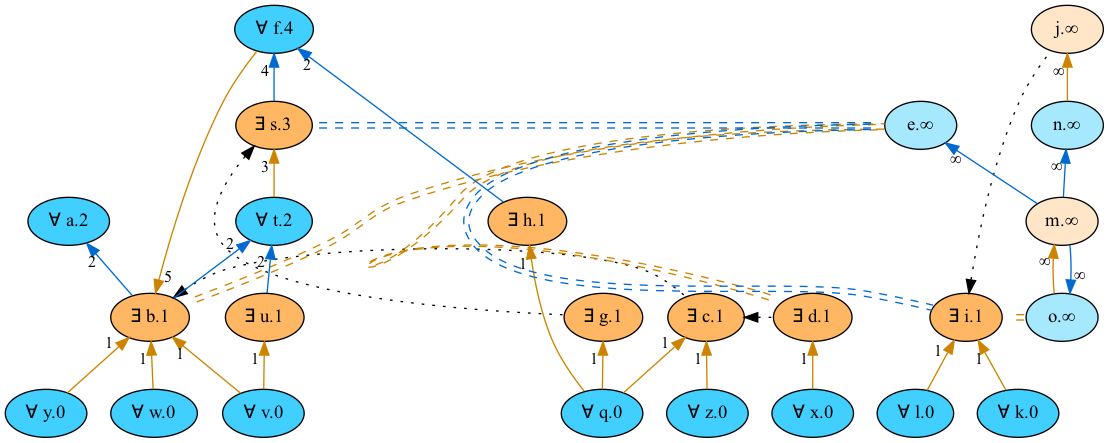 ∀ f.4
j.∞
4
2
∞
∃ s.3
e.∞
n.∞
3
∞
∞
∀ a.2
∀ t.2
∃ h.1
m.∞
2
2
2
1
∞
∞
5
∃ b.1
∃ u.1
∃ g.1
∃ c.1
∃ d.1
∃ i.1
o.∞
1
1
1
1
1
1
1
1
1
∀ y.0
∀ w.0
∀ v.0
∀ q.0
∀ z.0
∀ x.0
∀ l.0
∀ k.0